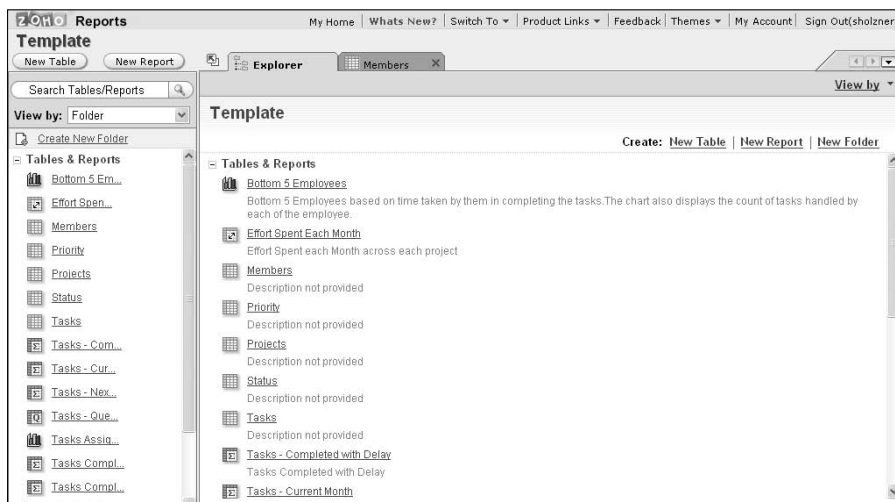 ZOHO Reports
My Home | Whats New? | Switch To | Product Links | Feedback | Themes | My Account | Sign Out(sholzner
Template
New Table
New Report
Explorer
Members X
Search Tables/Reports
View by
View by: Folder
Template
Create New Folder
Create: New Table | New Report | New Folder
Tables & Reports
Bottom 5 Em...
Effort Spen...
Members
Priority
Projects
Status
Tasks
Tasks - Com...
Tasks - Cur...
Tasks - Nex...
Tasks - Que...
Tasks Assig...
Tasks Compl...
Tasks Compl...
Tables & Reports
Bottom 5 Employees
Bottom 5 Employees based on time taken by them in completing the tasks.The chart also displays the count of tasks handled by
each of the employee.
Effort Spent Each Month
Effort Spent each Month across each project
Members
Description not provided
Priority
Description not provided
Projects
Description not provided
Status
Description not provided
Tasks
Description not provided
Tasks - Completed with Delay
Tasks Completed with Delay
Tasks - Current Month